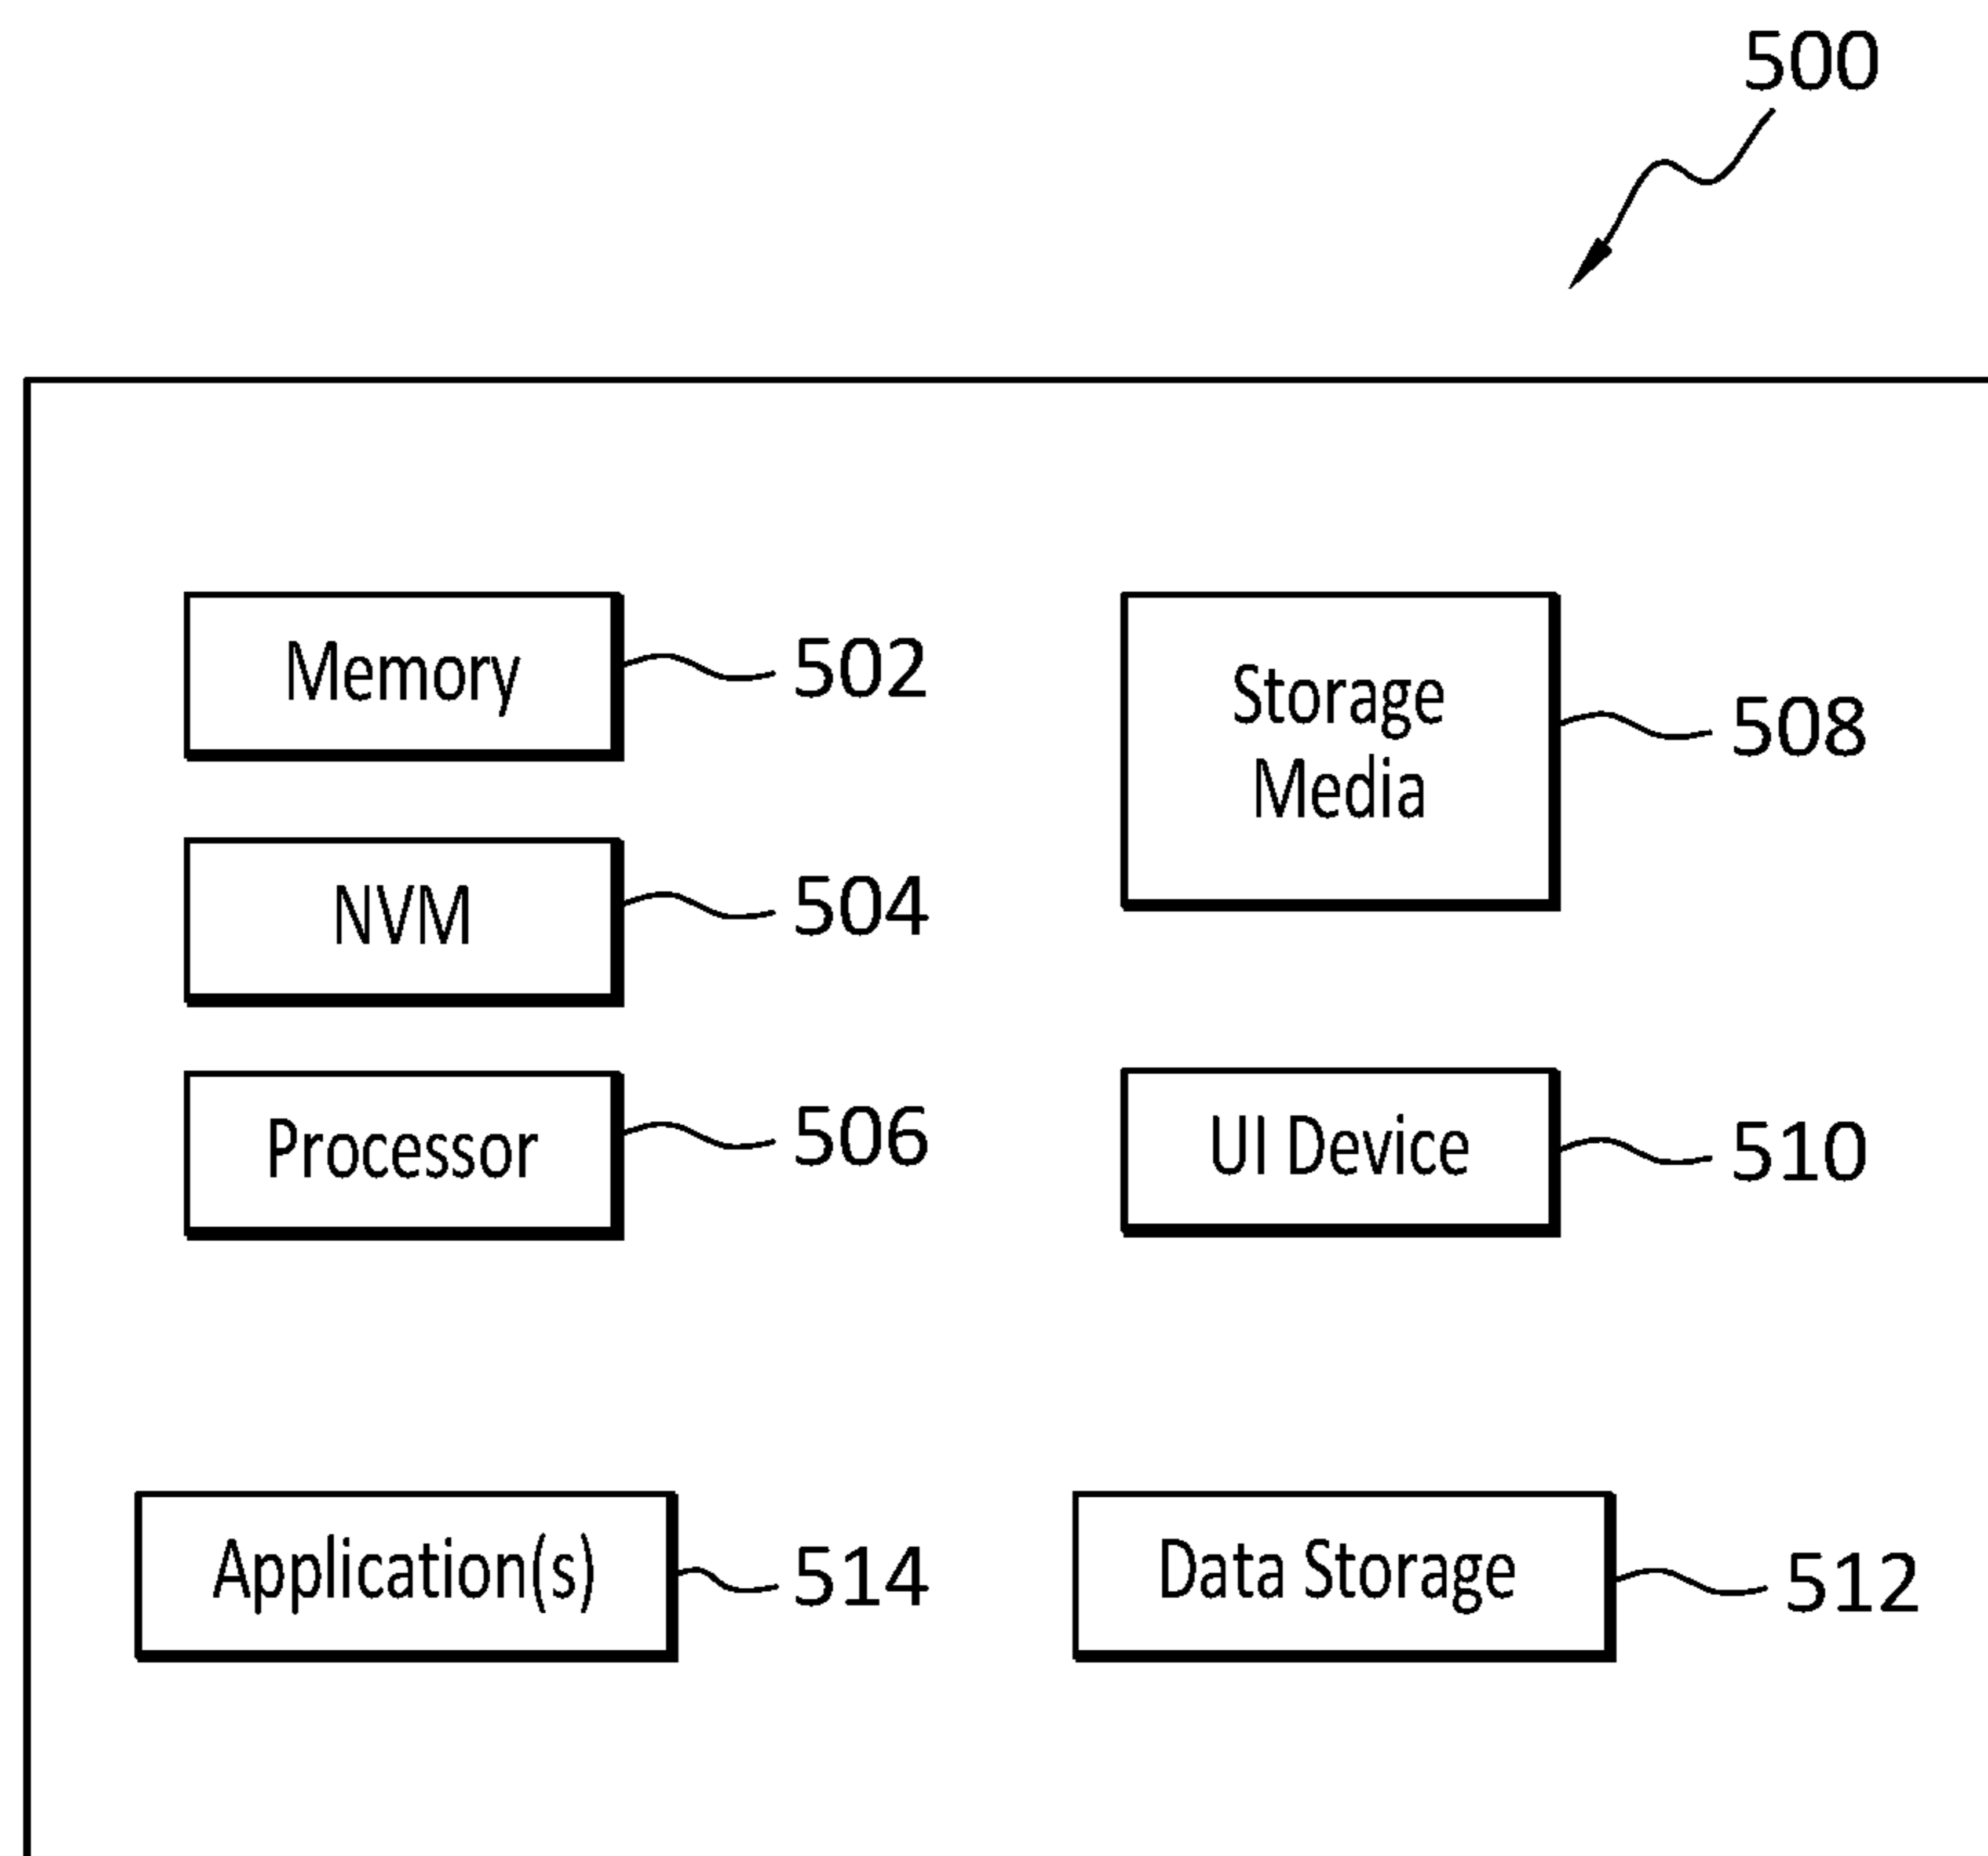 500
Memory
502
NVM
504
Processor
506
Storage
Media
508
UI Device
510
Application(s)
514
Data Storage
512